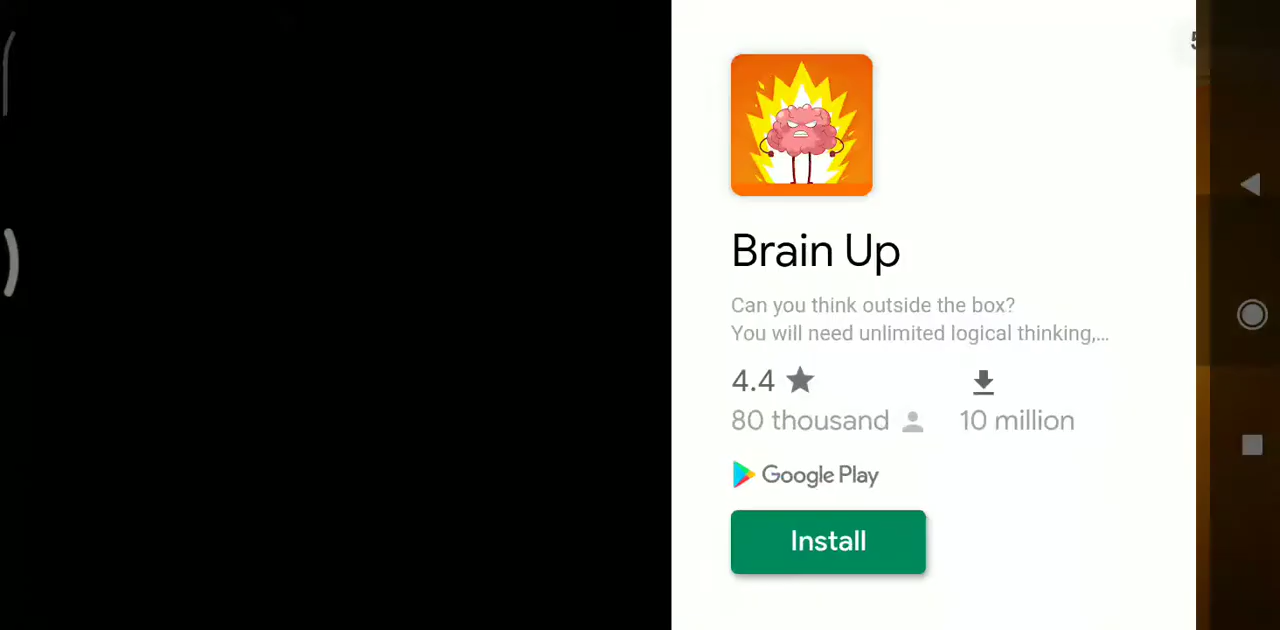 5
Brain Up
Can you think outside the box?
You will need unlimited logical thinking,...
4.4
80 thousand
10 million
Google Play
Install